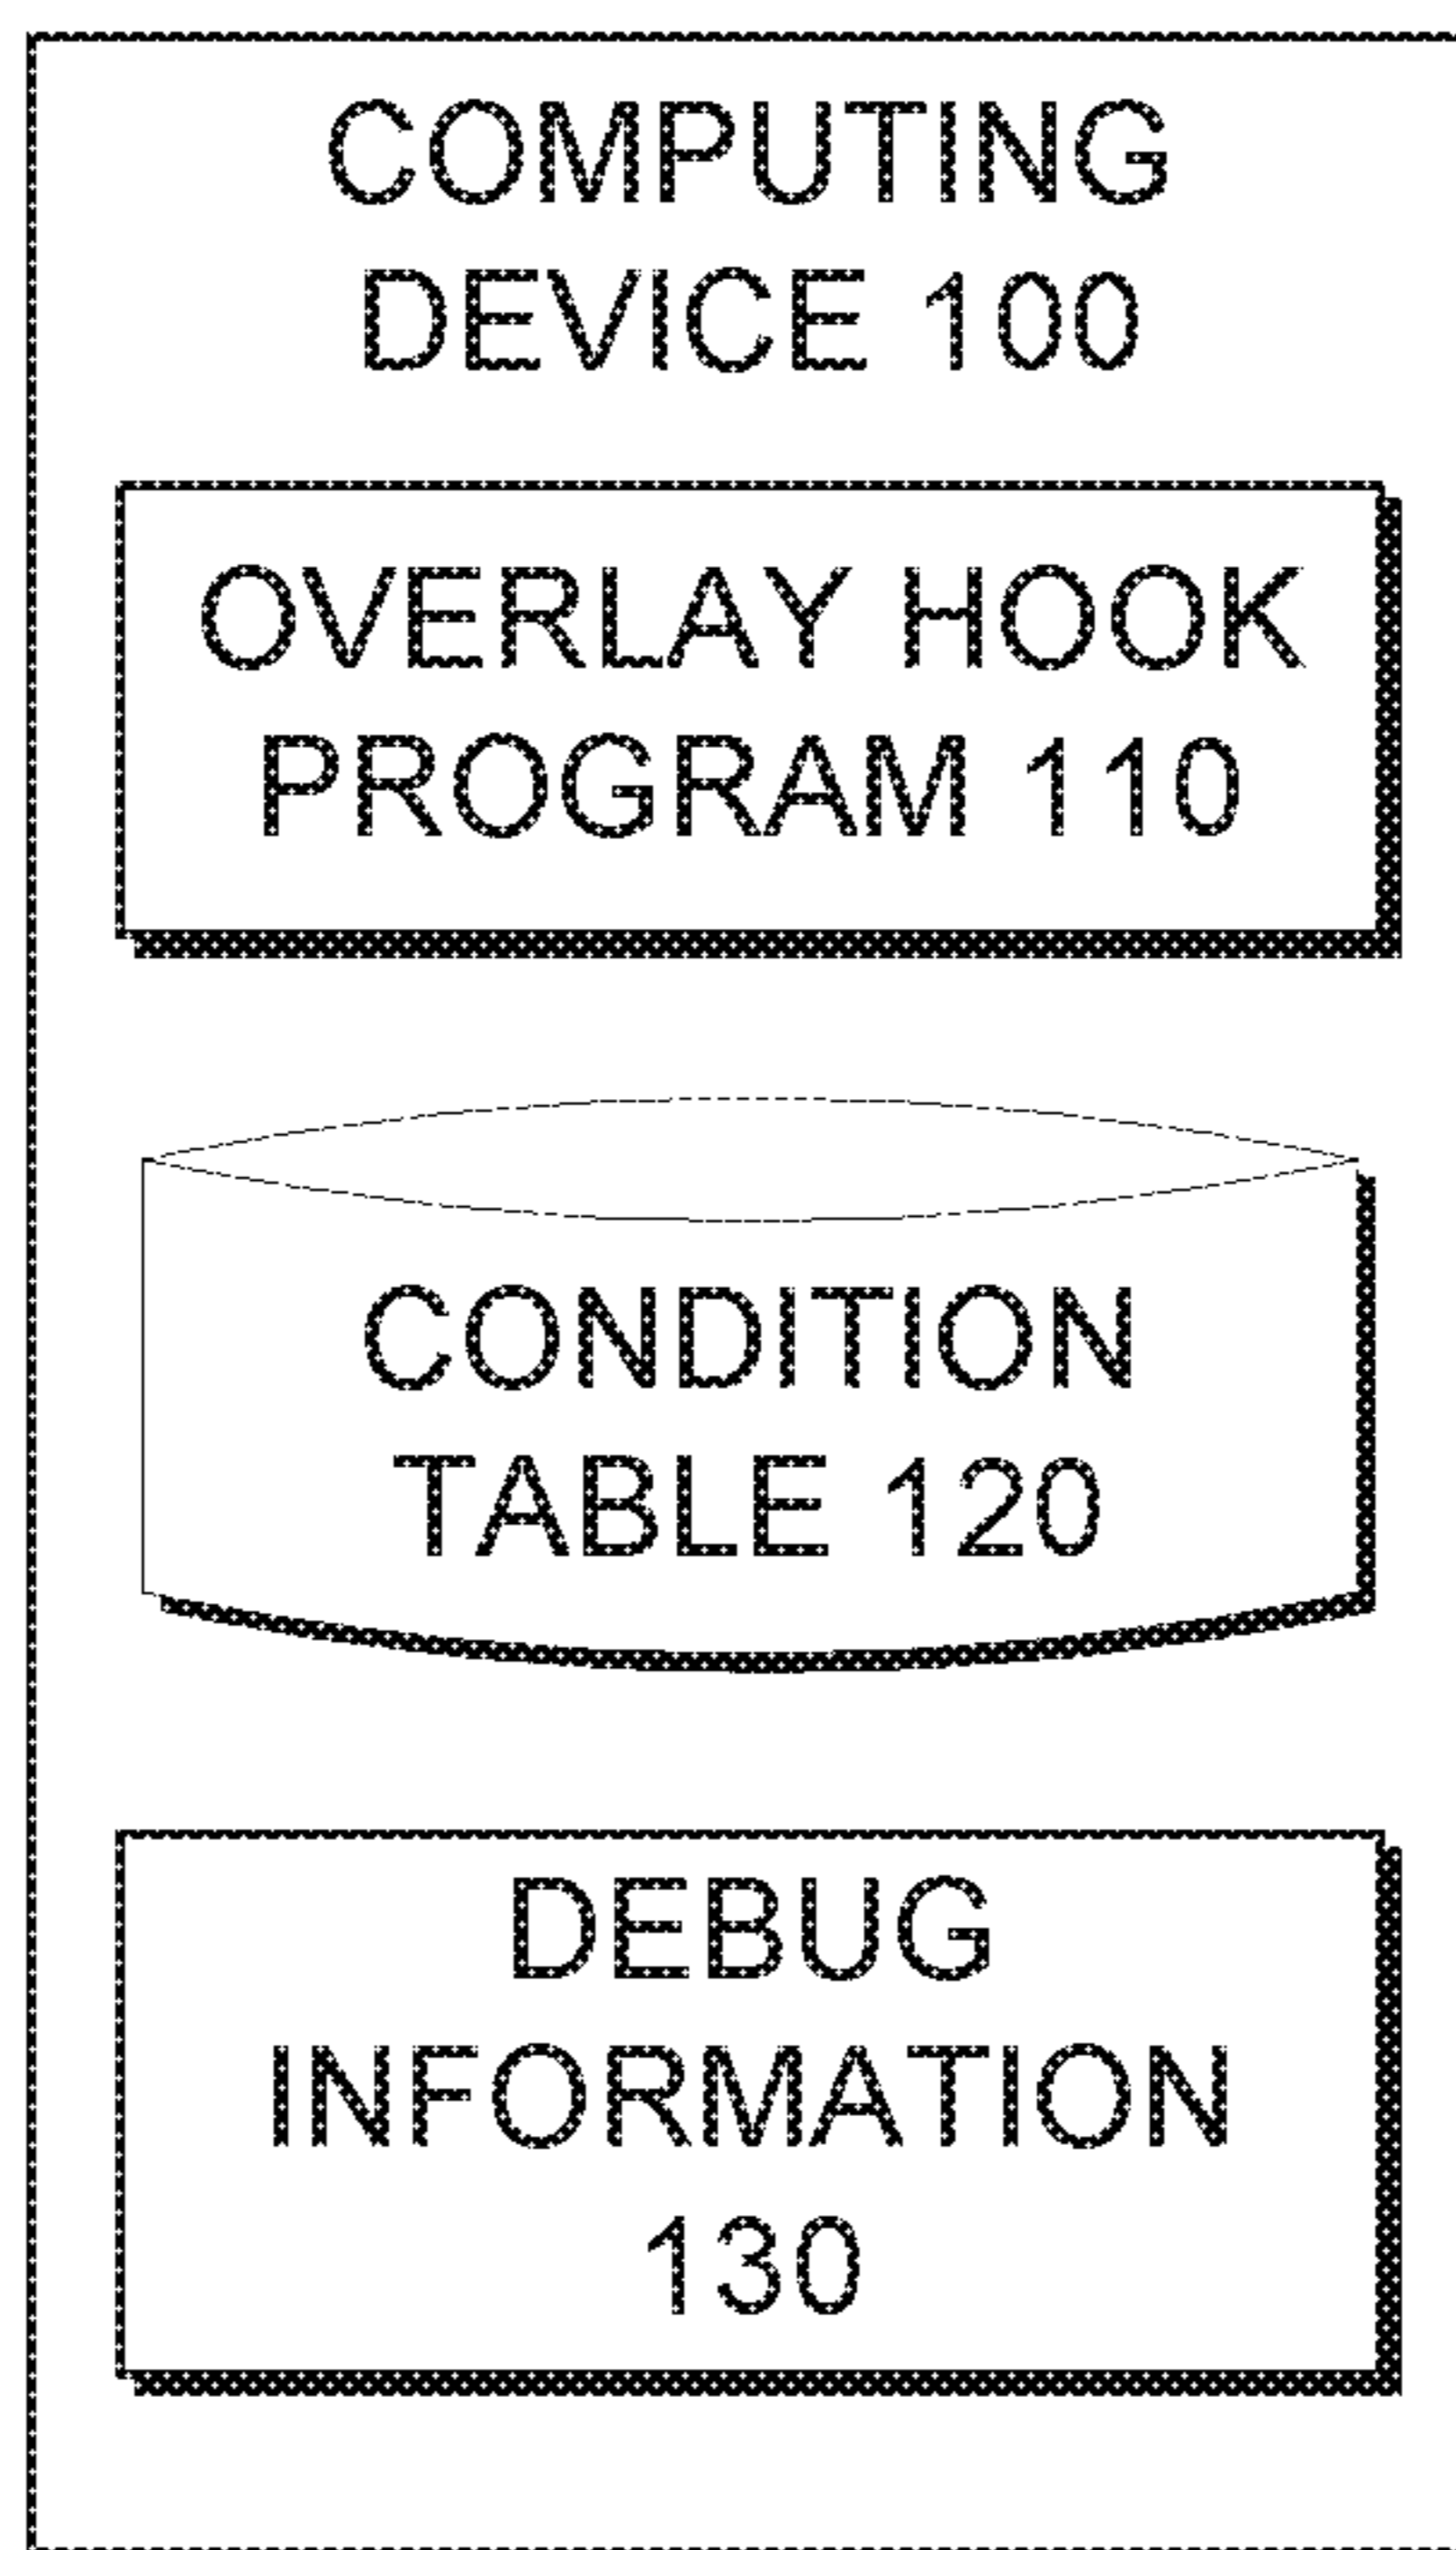 COMPUTING
DEVICE 100
OVERLAY HOOK
PROGRAM 110
CONDITION
TABLE 120
DEBUG
INFORMATION
130